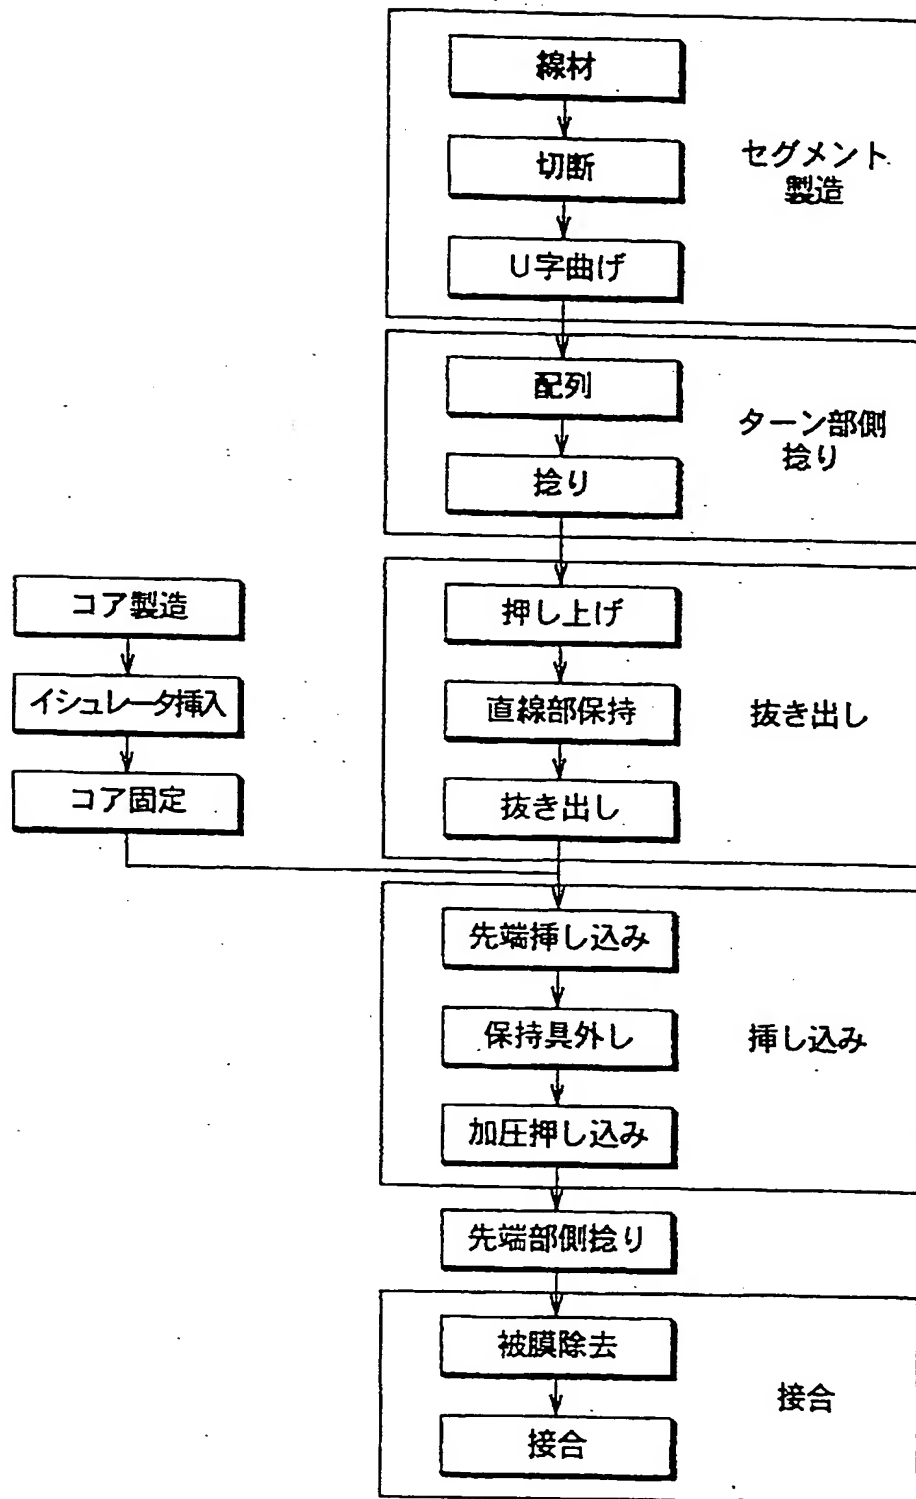 線材
切断
U字曲げ
セグメント
製造
配列
捻り
ターン部側
捻り
コア製造
イシュレータ挿入
コア固定
押し上げ
直線部保持
抜き出し
抜き出し
先端挿し込み
保持具外し
加圧押し込み
挿し込み
先端部側捻り
被膜除去
接合
接合